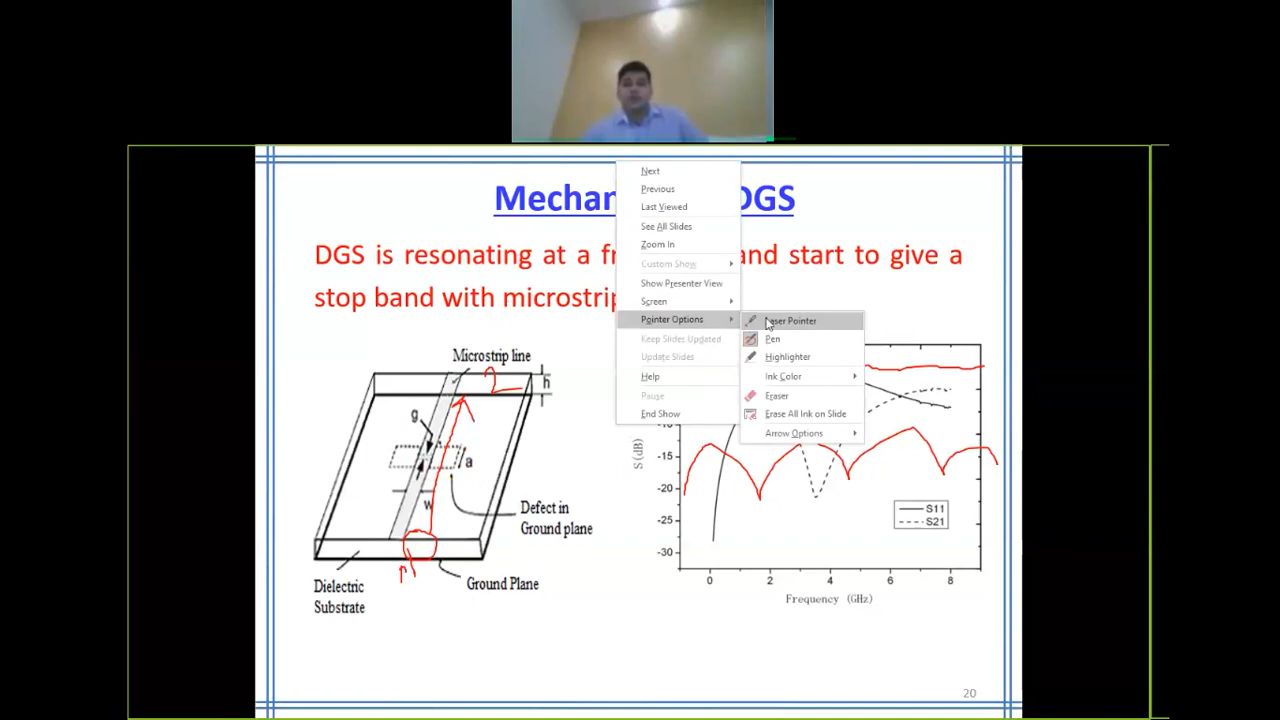 Mechan DGS
DGS is resonating at a fr and start to give a
stop band with microstrip
Next
Previous
Last Viewed
See All Slides
Zoom In
Custom Show
Show Presenter View
Screen
Pointer Options
Keep Slides Updated
Update Slides
Help
Pause
End Show
Laser Pointer
Pen
Highlighter
Ink Color
Eraser
Erase All Ink on Slide
Arrow Options
Microstrip line
2
h
g
a
w
Defect in
Ground plane
Dielectric
Substrate
Ground Plane
S(dB)
-10
-15
-20
-25
-30
S11
S21
0 2 4 6 8
Frequency (GHz)
20